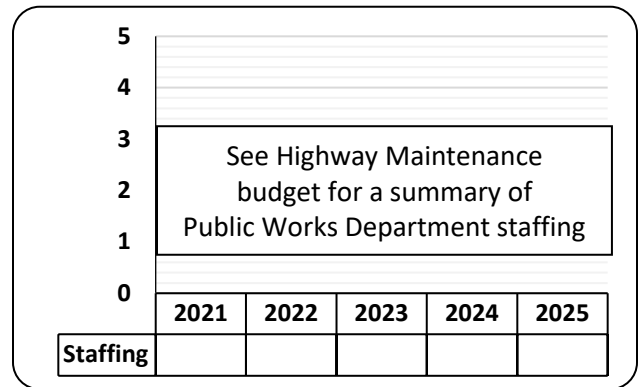 5
4
3
2
1
0
See Highway Maintenance
budget for a summary of
Public Works Department staffing
2021 2022 2023 2024 2025
Staffing